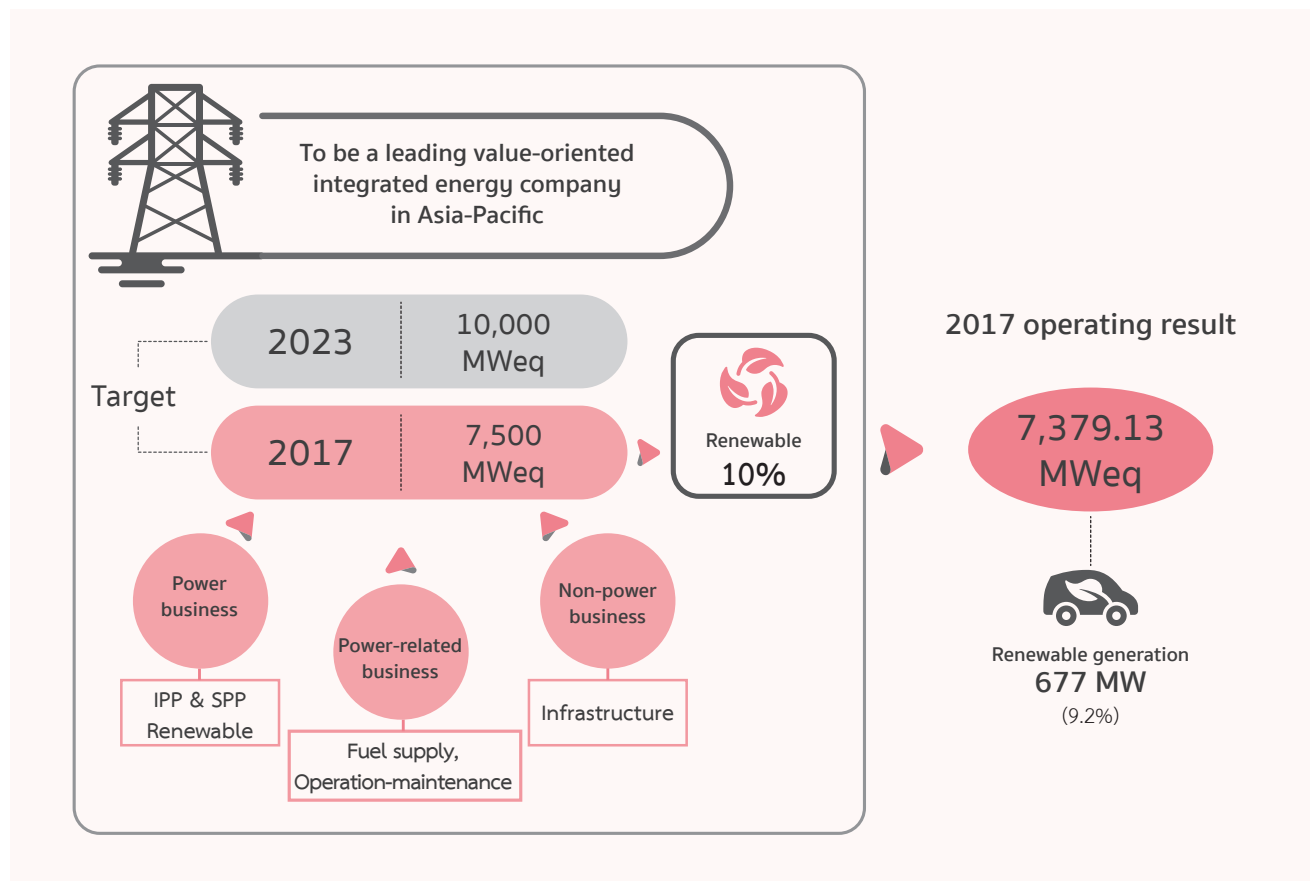 To be a leading value-oriented
integrated energy company
in Asia-Pacific
Target
2023
10,000
MWeq
2017
7,500
MWeq
Renewable
10%
Power
business
IPP & SPP
Renewable
Power-related
business
Fuel supply,
Operation-maintenance
Non-power
business
Infrastructure
2017 operating result
7,379.13
MWeq
Renewable generation
677 MW
(9.2%)